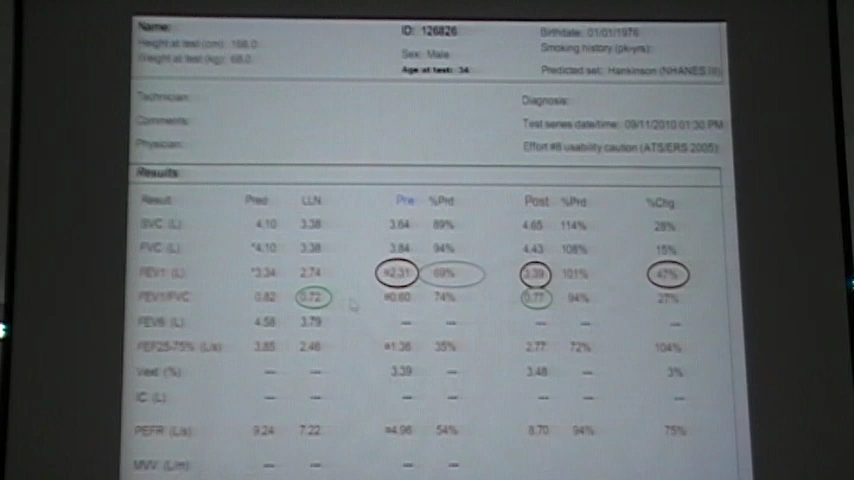 Name: ID: 126826 Birthdate: 01/01/1976
Height at test (cm): 168.0 Smoking history (pk-yrs):
Weight at test (kg): 68.0 Sex: Male
Age at test: 34 Predicted set: Hankinson (NHANES III)
Technician: Diagnosis:
Comments: Test series date/time: 09/11/2010 01:30 PM
Physician: Effort #8 usability caution (ATS/ERS 2005)
Results
Result Pred LLN Pre %Prd Post %Prd %Chg
SVC (L) 4.10 3.38 3.64 89% 4.65 114% 28%
FVC (L) *4.10 3.38 3.84 94% 4.43 108% 15%
FEV1 (L) *3.34 2.74 #2.31 69% 3.39 101% 47%
FEV1/FVC 0.82 0.72 #0.60 74% 0.77 94% 27%
FEV6 (L) 4.58 3.79 --- --- --- --- ---
FEF25-75% (L/s) 3.85 2.46 #1.36 35% 2.77 72% 104%
Vext (%) --- --- 3.39 --- 3.48 --- 3%
IC (L) --- --- --- --- --- --- ---
PEFR (L/s) 9.24 7.22 #4.98 54% 8.70 94% 75%
MVV (L/m) --- --- --- ---